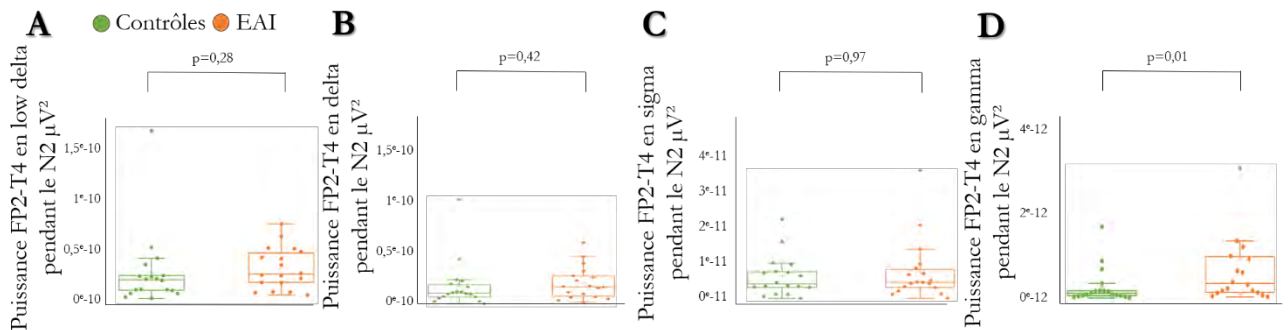 A
Contrôles EAI
p=0,28
Puissance FP2-T4 en low delta
pendant le N2 µV²
1,5e-10
1e-10
0,5e-10
0e-10
B
p=0,42
Puissance FP2-T4 en delta
pendant le N2 µV²
1,5e-10
1e-10
0,5e-10
0e-10
C
p=0,97
Puissance FP2-T4 en sigma
pendant le N2 µV²
4e-11
3e-11
2e-11
1e-11
0e-11
D
p=0,01
Puissance FP2-T4 en gamma
pendant le N2 µV²
4e-12
2e-12
0e-12